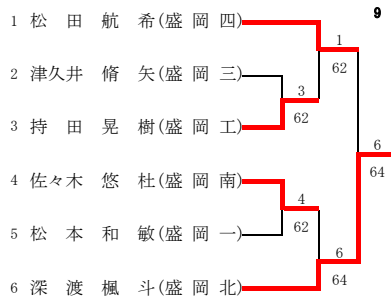 9
1 松 田 航 希(盛 岡 四)
1
62
2 津久井 脩 矢(盛 岡 三)
3
62
3 持 田 晃 樹(盛 岡 工)
6
64
4 佐々木 悠 杜(盛 岡 南)
4
62
5 松 本 和 敏(盛 岡 一)
6
64
6 深 渡 楓 斗(盛 岡 北)